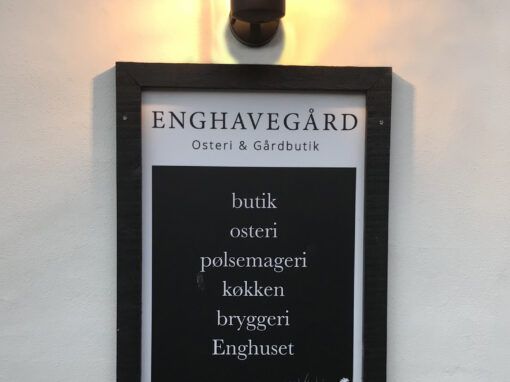 ENGHAVEGÅRD
Osteri & Gårdbutik
butik
osteri
pølsemageri
køkken
bryggeri
Enghuset